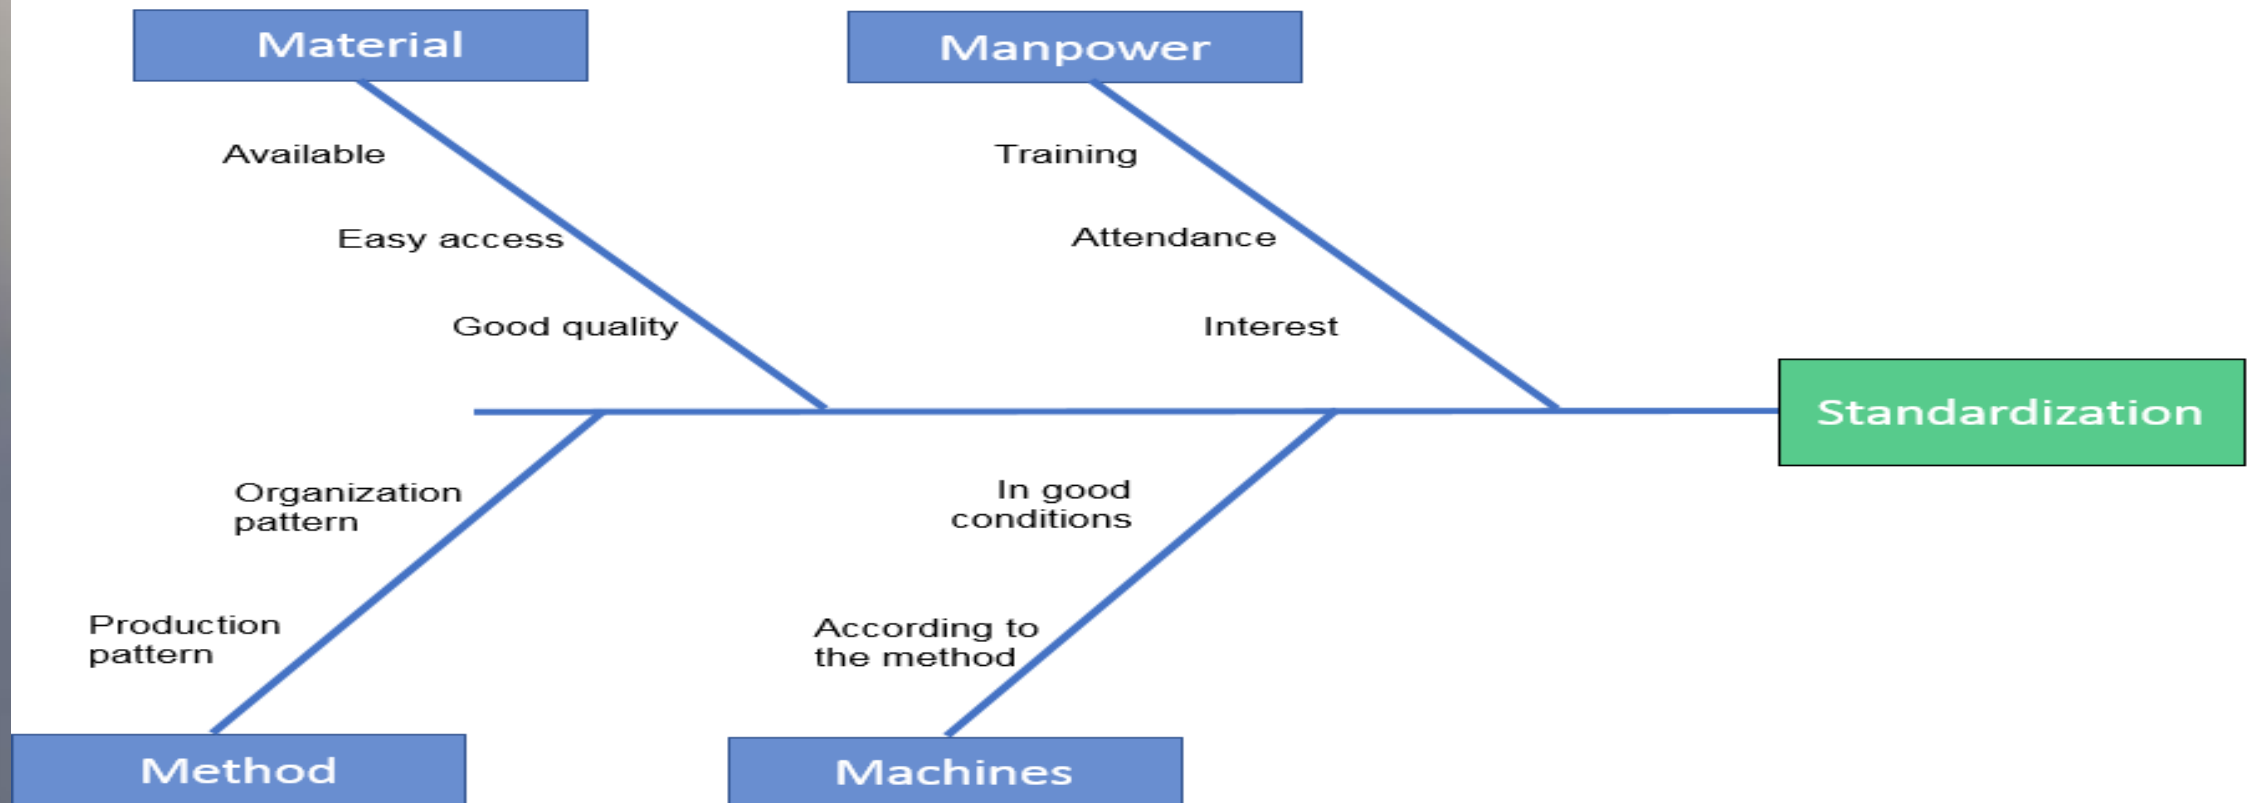 Material
Manpower
Available
Training
Easy access
Attendance
Good quality
Interest
Standardization
Organization
pattern
In good
conditions
Production
pattern
According to
the method
Method
Machines